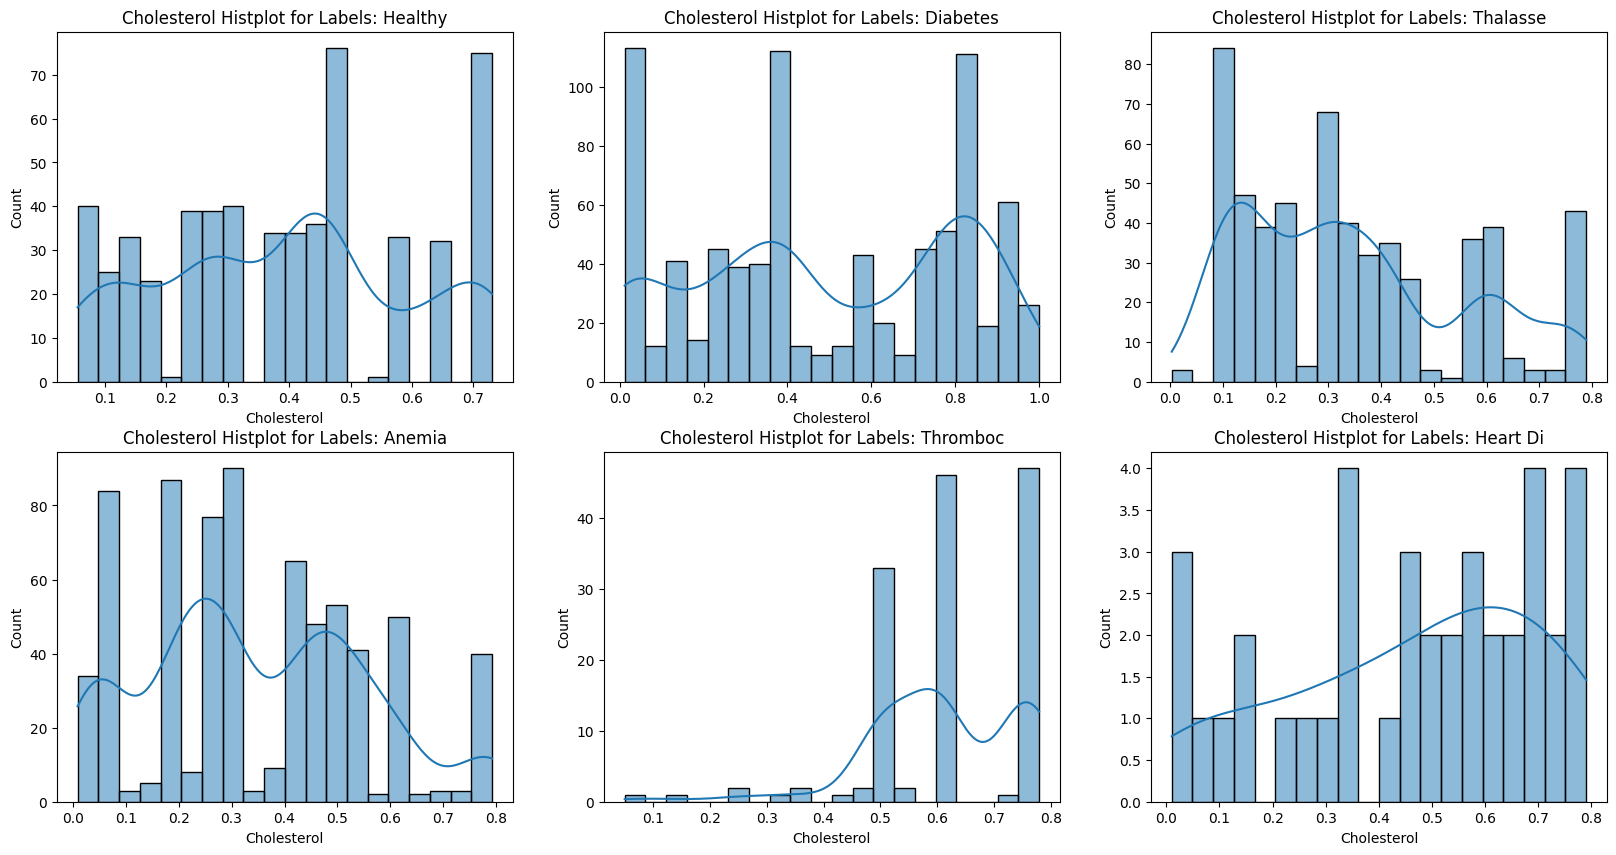 Cholesterol Histplot for Labels: Healthy
Count
70
60
50
40
30
20
10
0
0.1 0.2 0.3 0.4 0.5 0.6 0.7
Cholesterol
Cholesterol Histplot for Labels: Diabetes
Count
100
80
60
40
20
0
0.0 0.2 0.4 0.6 0.8 1.0
Cholesterol
Cholesterol Histplot for Labels: Thalasse
Count
80
70
60
50
40
30
20
10
0
0.0 0.1 0.2 0.3 0.4 0.5 0.6 0.7 0.8
Cholesterol
Cholesterol Histplot for Labels: Anemia
Count
80
60
40
20
0
0.0 0.1 0.2 0.3 0.4 0.5 0.6 0.7 0.8
Cholesterol
Cholesterol Histplot for Labels: Thromboc
Count
40
30
20
10
0
0.1 0.2 0.3 0.4 0.5 0.6 0.7 0.8
Cholesterol
Cholesterol Histplot for Labels: Heart Di
Count
4.0
3.5
3.0
2.5
2.0
1.5
1.0
0.5
0.0
0.0 0.1 0.2 0.3 0.4 0.5 0.6 0.7 0.8
Cholesterol